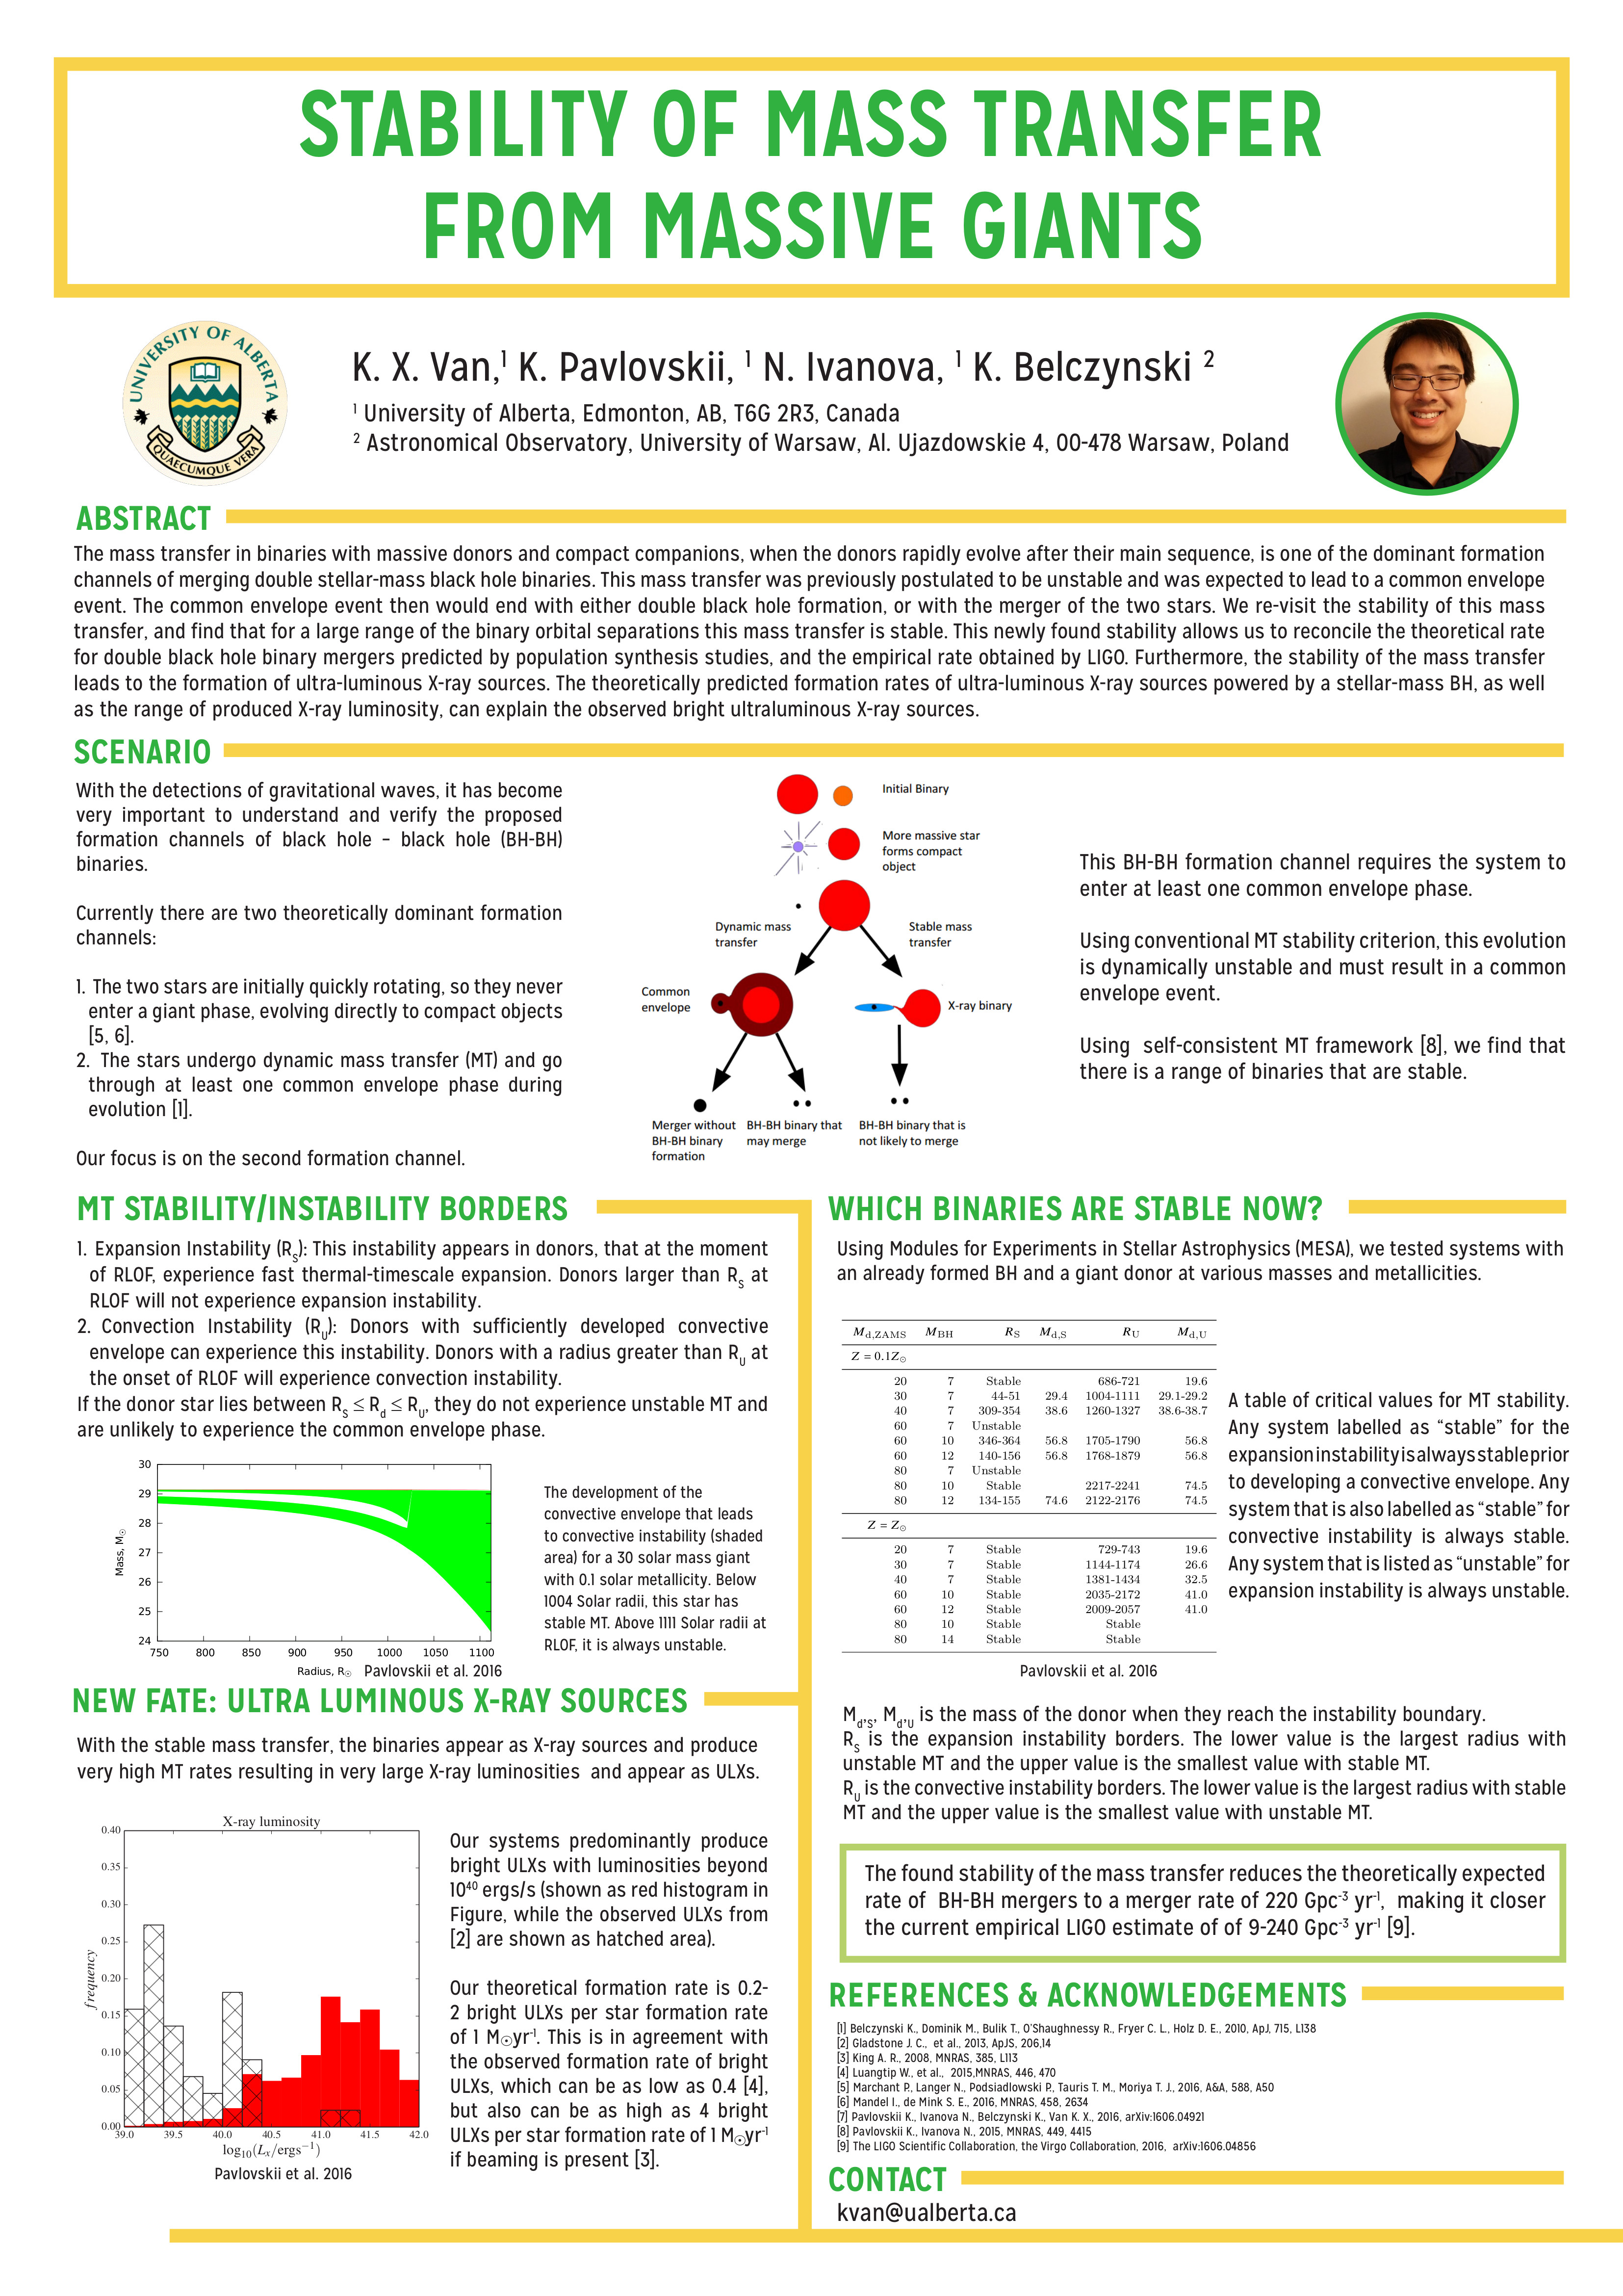 STABILITY OF MASS TRANSFER
FROM MASSIVE GIANTS
UNIVERSITY OF ALBERTA
QUAECUMQUE VERA
K. X. Van,¹ K. Pavlovskii, ¹ N. Ivanova, ¹ K. Belczynski ²
¹ University of Alberta, Edmonton, AB, T6G 2R3, Canada
² Astronomical Observatory, University of Warsaw, Al. Ujazdowskie 4, 00-478 Warsaw, Poland
ABSTRACT
The mass transfer in binaries with massive donors and compact companions, when the donors rapidly evolve after their main sequence, is one of the dominant formation
channels of merging double stellar-mass black hole binaries. This mass transfer was previously postulated to be unstable and was expected to lead to a common envelope
event. The common envelope event then would end with either double black hole formation, or with the merger of the two stars. We re-visit the stability of this mass
transfer, and find that for a large range of the binary orbital separations this mass transfer is stable. This newly found stability allows us to reconcile the theoretical rate
for double black hole binary mergers predicted by population synthesis studies, and the empirical rate obtained by LIGO. Furthermore, the stability of the mass transfer
leads to the formation of ultra-luminous X-ray sources. The theoretically predicted formation rates of ultra-luminous X-ray sources powered by a stellar-mass BH, as well
as the range of produced X-ray luminosity, can explain the observed bright ultraluminous X-ray sources.
SCENARIO
With the detections of gravitational waves, it has become
very important to understand and verify the proposed
formation channels of black hole – black hole (BH-BH)
binaries.
Currently there are two theoretically dominant formation
channels:
1. The two stars are initially quickly rotating, so they never
enter a giant phase, evolving directly to compact objects
[5, 6].
2. The stars undergo dynamic mass transfer (MT) and go
through at least one common envelope phase during
evolution [1].
Our focus is on the second formation channel.
Initial Binary
More massive star
forms compact
object
Dynamic mass
transfer
Stable mass
transfer
Common
envelope
X-ray binary
Merger without
BH-BH binary
formation
BH-BH binary that
may merge
BH-BH binary that is
not likely to merge
This BH-BH formation channel requires the system to
enter at least one common envelope phase.
Using conventional MT stability criterion, this evolution
is dynamically unstable and must result in a common
envelope event.
Using self-consistent MT framework [8], we find that
there is a range of binaries that are stable.
MT STABILITY/INSTABILITY BORDERS
1. Expansion Instability (R_S): This instability appears in donors, that at the moment
of RLOF, experience fast thermal-timescale expansion. Donors larger than R_S at
RLOF will not experience expansion instability.
2. Convection Instability (R_U): Donors with sufficiently developed convective
envelope can experience this instability. Donors with a radius greater than R_U at
the onset of RLOF will experience convection instability.
If the donor star lies between R_S ≤ R_d ≤ R_U, they do not experience unstable MT and
are unlikely to experience the common envelope phase.
30
29
28
27
26
25
24
Mass, M☉
750 800 850 900 950 1000 1050 1100
Radius, R☉ Pavlovskii et al. 2016
The development of the
convective envelope that leads
to convective instability (shaded
area) for a 30 solar mass giant
with 0.1 solar metallicity. Below
1004 Solar radii, this star has
stable MT. Above 1111 Solar radii at
RLOF, it is always unstable.
NEW FATE: ULTRA LUMINOUS X-RAY SOURCES
With the stable mass transfer, the binaries appear as X-ray sources and produce
very high MT rates resulting in very large X-ray luminosities and appear as ULXs.
X-ray luminosity
0.40
0.35
0.30
0.25
0.20
0.15
0.10
0.05
0.00
frequency
39.0 39.5 40.0 40.5 41.0 41.5 42.0
log₁₀(Lₓ/ergs⁻¹)
Pavlovskii et al. 2016
Our systems predominantly produce
bright ULXs with luminosities beyond
10⁴⁰ ergs/s (shown as red histogram in
Figure, while the observed ULXs from
[2] are shown as hatched area).
Our theoretical formation rate is 0.2-
2 bright ULXs per star formation rate
of 1 M☉yr⁻¹. This is in agreement with
the observed formation rate of bright
ULXs, which can be as low as 0.4 [4],
but also can be as high as 4 bright
ULXs per star formation rate of 1 M☉yr⁻¹
if beaming is present [3].
WHICH BINARIES ARE STABLE NOW?
Using Modules for Experiments in Stellar Astrophysics (MESA), we tested systems with
an already formed BH and a giant donor at various masses and metallicities.
M_d,ZAMS M_BH R_S M_d,S R_U M_d,U
Z = 0.1Z☉
20 7 Stable 686-721 19.6
30 7 44-51 29.4 1004-1111 29.1-29.2
40 7 309-354 38.6 1260-1327 38.6-38.7
60 7 Unstable
60 10 346-364 56.8 1705-1790 56.8
60 12 140-156 56.8 1768-1879 56.8
80 7 Unstable
80 10 Stable 2217-2241 74.5
80 12 134-155 74.6 2122-2176 74.5
Z = Z☉
20 7 Stable 729-743 19.6
30 7 Stable 1144-1174 26.6
40 7 Stable 1381-1434 32.5
60 10 Stable 2035-2172 41.0
60 12 Stable 2009-2057 41.0
80 10 Stable Stable
80 14 Stable Stable
Pavlovskii et al. 2016
A table of critical values for MT stability.
Any system labelled as “stable” for the
expansion instability is always stable prior
to developing a convective envelope. Any
system that is also labelled as “stable” for
convective instability is always stable.
Any system that is listed as “unstable” for
expansion instability is always unstable.
M_d'S, M_d'U is the mass of the donor when they reach the instability boundary.
R_S is the expansion instability borders. The lower value is the largest radius with
unstable MT and the upper value is the smallest value with stable MT.
R_U is the convective instability borders. The lower value is the largest radius with stable
MT and the upper value is the smallest value with unstable MT.
The found stability of the mass transfer reduces the theoretically expected
rate of BH-BH mergers to a merger rate of 220 Gpc⁻³ yr⁻¹, making it closer
the current empirical LIGO estimate of of 9-240 Gpc⁻³ yr⁻¹ [9].
REFERENCES & ACKNOWLEDGEMENTS
[1] Belczynski K., Dominik M., Bulik T., O'Shaughnessy R., Fryer C. L., Holz D. E., 2010, ApJ, 715, L138
[2] Gladstone J. C., et al., 2013, ApJS, 206,14
[3] King A. R., 2008, MNRAS, 385, L113
[4] Luangtip W., et al., 2015,MNRAS, 446, 470
[5] Marchant P., Langer N., Podsiadlowski P., Tauris T. M., Moriya T. J., 2016, A&A, 588, A50
[6] Mandel I., de Mink S. E., 2016, MNRAS, 458, 2634
[7] Pavlovskii K., Ivanova N., Belczynski K., Van K. X., 2016, arXiv:1606.04921
[8] Pavlovskii K., Ivanova N., 2015, MNRAS, 449, 4415
[9] The LIGO Scientific Collaboration, the Virgo Collaboration, 2016, arXiv:1606.04856
CONTACT
kvan@ualberta.ca